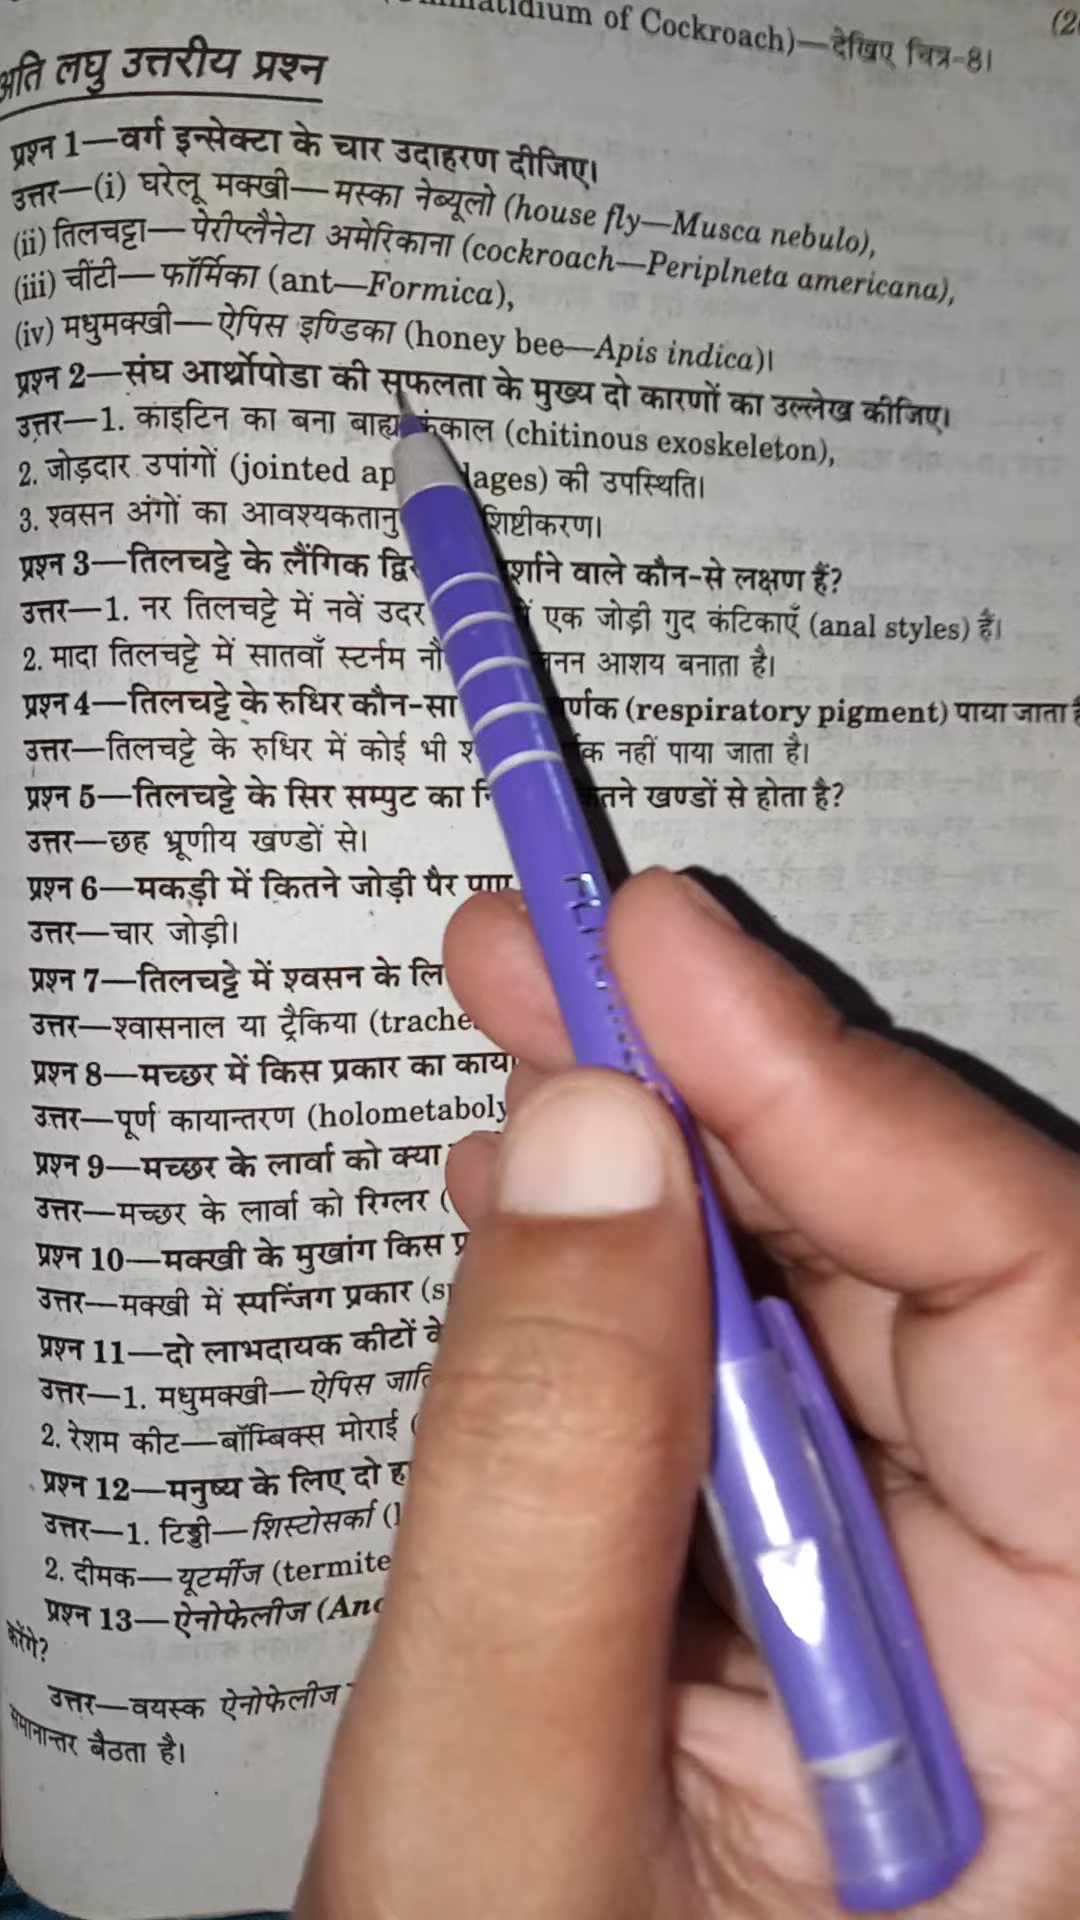 of Cockroach)—देखिए चित्र-8।
अति लघु उत्तरीय प्रश्न
प्रश्न 1—वर्ग इन्सेक्टा के चार उदाहरण दीजिए।
उत्तर—(i) घरेलू मक्खी— मस्का नेब्यूलो (house fly—Musca nebulo),
(ii) तिलचट्टा— पेरीप्लैनेटा अमेरिकाना (cockroach—Periplneta americana),
(iii) चींटी— फॉर्मिका (ant—Formica),
(iv) मधुमक्खी— ऐपिस इण्डिका (honey bee—Apis indica)।
प्रश्न 2—संघ आर्थ्रोपोडा की सफलता के मुख्य दो कारणों का उल्लेख कीजिए।
उत्तर—1. काइटिन का बना बाह्य कंकाल (chitinous exoskeleton),
2. जोड़दार उपांगों (jointed ap lages) की उपस्थिति।
3. श्वसन अंगों का आवश्यकतानु शिष्टीकरण।
प्रश्न 3—तिलचट्टे के लैंगिक द्वि र्शाने वाले कौन-से लक्षण हैं?
उत्तर—1. नर तिलचट्टे में नवें उदर में एक जोड़ी गुद कंटिकाएँ (anal styles) हैं।
2. मादा तिलचट्टे में सातवाँ स्टर्नम नौ जनन आशय बनाता है।
प्रश्न 4—तिलचट्टे के रुधिर कौन-सा र्णक (respiratory pigment) पाया जाता है
उत्तर—तिलचट्टे के रुधिर में कोई भी श क नहीं पाया जाता है।
प्रश्न 5—तिलचट्टे के सिर सम्पुट का नि तने खण्डों से होता है?
उत्तर—छह भ्रूणीय खण्डों से।
प्रश्न 6—मकड़ी में कितने जोड़ी पैर पाए
उत्तर—चार जोड़ी।
प्रश्न 7—तिलचट्टे में श्वसन के लि
उत्तर—श्वासनाल या ट्रैकिया (trache
प्रश्न 8—मच्छर में किस प्रकार का काया
उत्तर—पूर्ण कायान्तरण (holometaboly
प्रश्न 9—मच्छर के लार्वा को क्या
उत्तर—मच्छर के लार्वा को रिग्लर (
प्रश्न 10—मक्खी के मुखांग किस प्र
उत्तर—मक्खी में स्पन्जिंग प्रकार (sp
प्रश्न 11—दो लाभदायक कीटों के
उत्तर—1. मधुमक्खी— ऐपिस जाति
2. रेशम कीट—बॉम्बिक्स मोराई (
प्रश्न 12—मनुष्य के लिए दो ह
उत्तर—1. टिड्डी—शिस्टोसर्का (l
2. दीमक— यूटर्मीज (termite
प्रश्न 13—ऐनोफेलीज (Ano
करेंगे?
उत्तर—वयस्क ऐनोफेलीज
समानान्तर बैठता है।